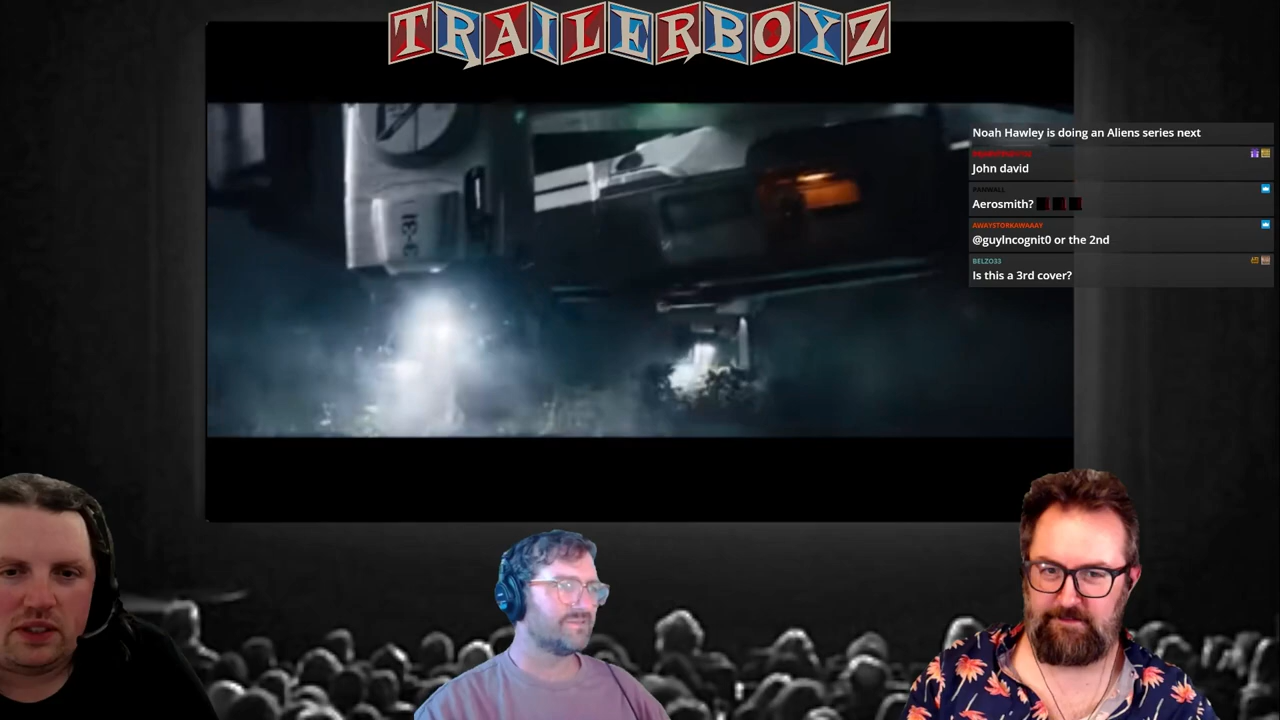 TRAILERBOYZ
Noah Hawley is doing an Aliens series next
John david
PANWALL
Aerosmith?
AWAYSTORKAWAAAY
@guyIncognit0 or the 2nd
BELZO33
Is this a 3rd cover?